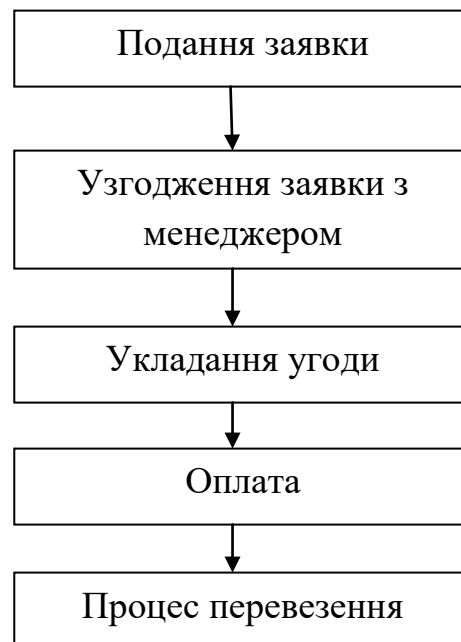 Подання заявки
Узгодження заявки з
менеджером
Укладання угоди
Оплата
Процес перевезення